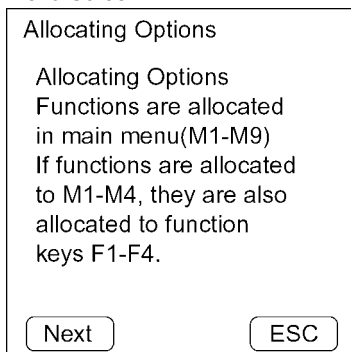 Allocating Options
Allocating Options
Functions are allocated
in main menu(M1-M9)
If functions are allocated
to M1-M4, they are also
allocated to function
keys F1-F4.
Next ESC